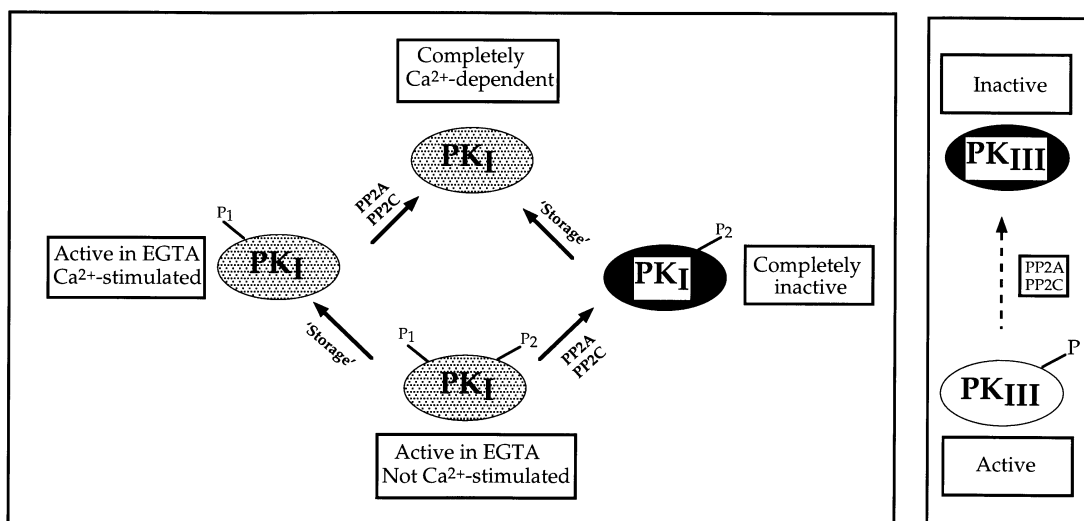 Completely
Ca2+-dependent
PKI
PP2A
PP2C
'Storage'
P1
Active in EGTA
Ca2+-stimulated
PKI
P2
PKI
Completely
inactive
'Storage'
P1
P2
PKI
PP2A
PP2C
Active in EGTA
Not Ca2+-stimulated
Inactive
PKIII
PP2A
PP2C
P
PKIII
Active